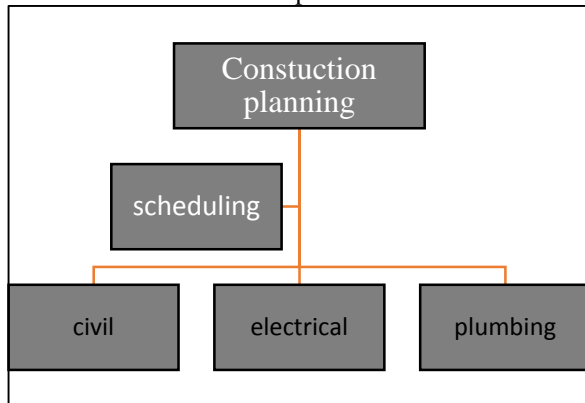 Constuction
planning
scheduling
civil
electrical
plumbing